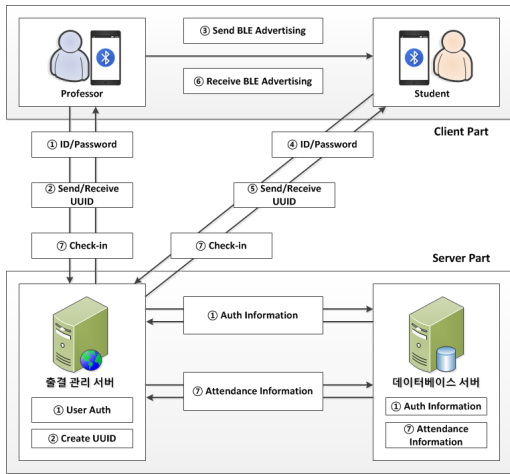 ③ Send BLE Advertising
⑥ Receive BLE Advertising
Professor
Student
Client Part
① ID/Password
④ ID/Password
② Send/Receive
UUID
⑤ Send/Receive
UUID
⑦ Check-in
⑦ Check-in
Server Part
① Auth Information
출결 관리 서버
데이터베이스 서버
⑦ Attendance Information
① User Auth
② Create UUID
① Auth Information
⑦ Attendance
Information